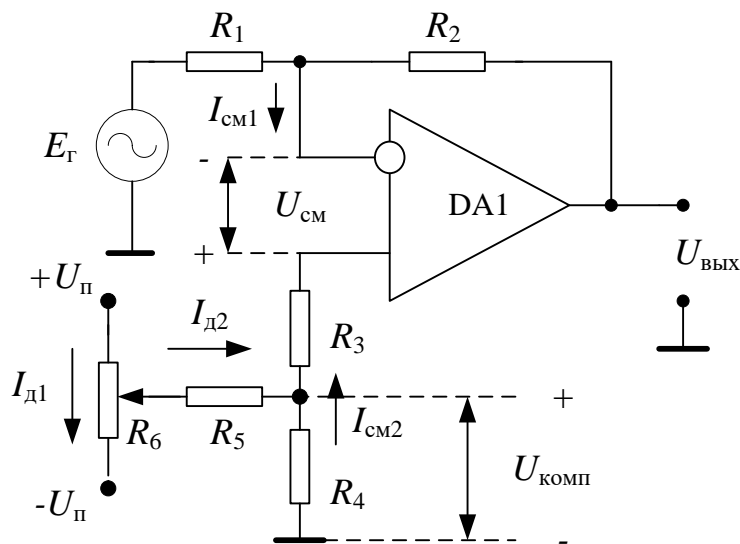 R1 R2
Iсм1
Eг
-
Uсм
DA1
+
Uвых
+Uп
Iд2
R3
Iд1
+
R6 R5
Iсм2
Uкомп
-Uп
R4
-